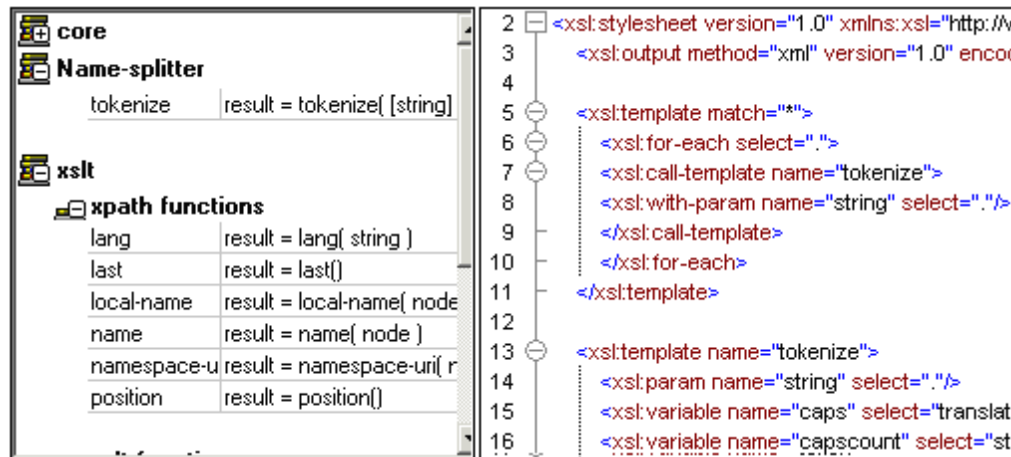 core
Name-splitter
tokenize result = tokenize( [string]
xslt
xpath functions
lang result = lang( string )
last result = last()
local-name result = local-name( node
name result = name( node )
namespace-u result = namespace-uri( r
position result = position()
2 <xsl:stylesheet version="1.0" xmlns:xsl="http://v
3 <xsl:output method="xml" version="1.0" encod
4
5 <xsl:template match="*">
6 <xsl:for-each select=".">
7 <xsl:call-template name="tokenize">
8 <xsl:with-param name="string" select="."/>
9 </xsl:call-template>
10 </xsl:for-each>
11 </xsl:template>
12
13 <xsl:template name="tokenize">
14 <xsl:param name="string" select="."/>
15 <xsl:variable name="caps" select="translat
16 <xsl:variable name="capscount" select="st